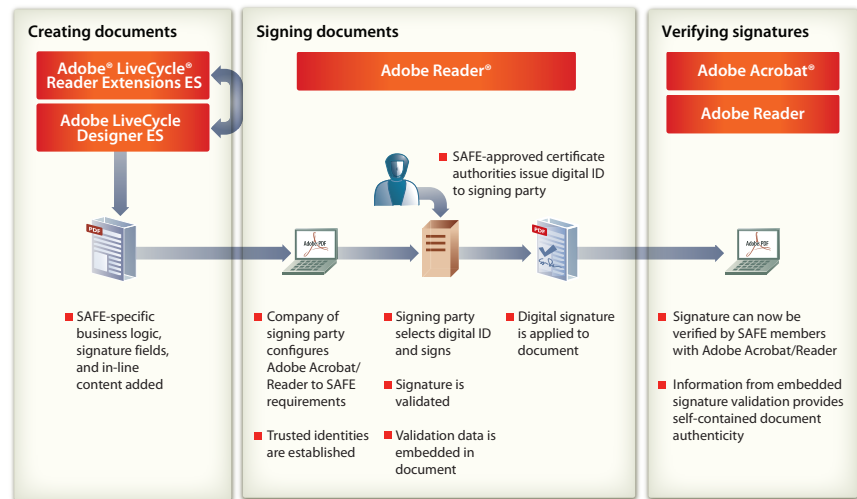 Creating documents
Adobe® LiveCycle®
Reader Extensions ES
Adobe LiveCycle
Designer ES
PDF
SAFE-specific
business logic,
signature fields,
and in-line
content added
Signing documents
Adobe Reader®
SAFE-approved certificate
authorities issue digital ID
to signing party
Adobe PDF
PDF
Company of
signing party
configures
Adobe Acrobat/
Reader to SAFE
requirements
Trusted identities
are established
Signing party
selects digital ID
and signs
Signature is
validated
Validation data is
embedded in
document
Digital signature
is applied to
document
Verifying signatures
Adobe Acrobat®
Adobe Reader
Adobe PDF
Signature can now be
verified by SAFE members
with Adobe Acrobat/Reader
Information from embedded
signature validation provides
self-contained document
authenticity